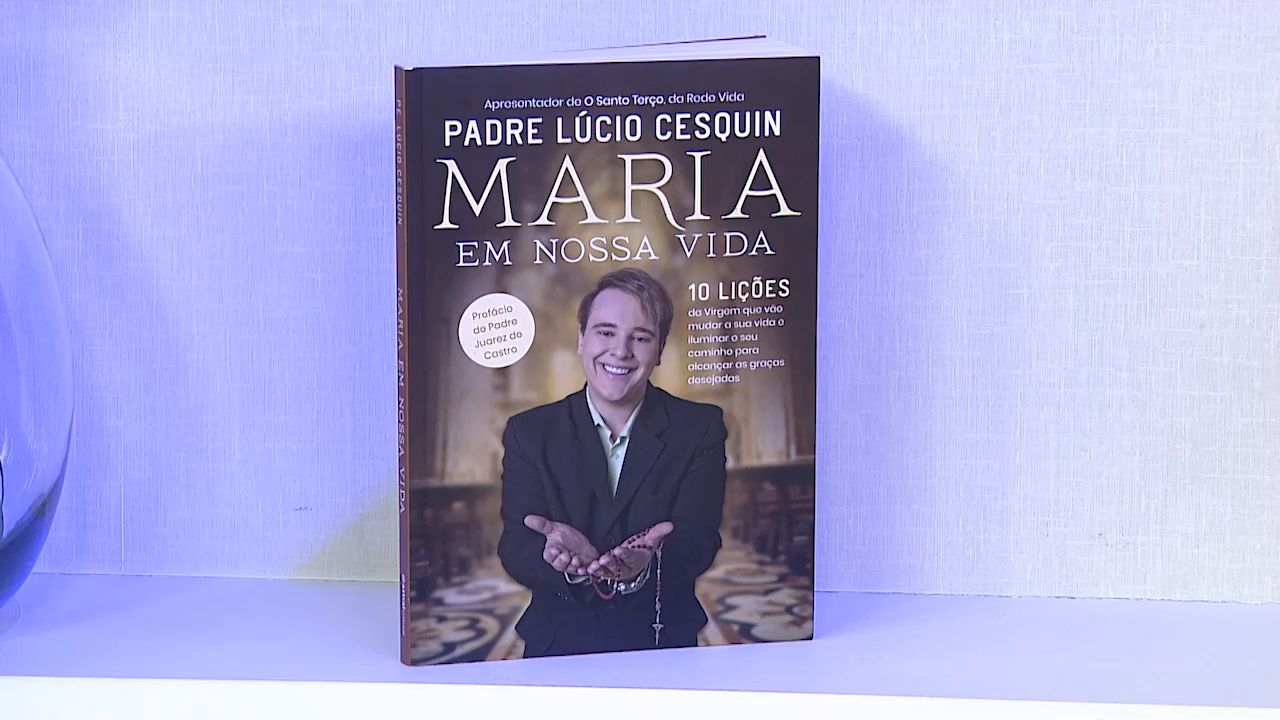 Apresentador de O Santo Terço, da Rede Vida
PADRE LÚCIO CESQUIN
MARIA
EM NOSSA VIDA
10 LIÇÕES
da Virgem que vão
mudar a sua vida e
iluminar o seu
caminho para
alcançar as graças
desejadas
Prefácio
de Padre
Juarez de
Castro
PE. LÚCIO CESQUIN
MARIA EM NOSSA VIDA